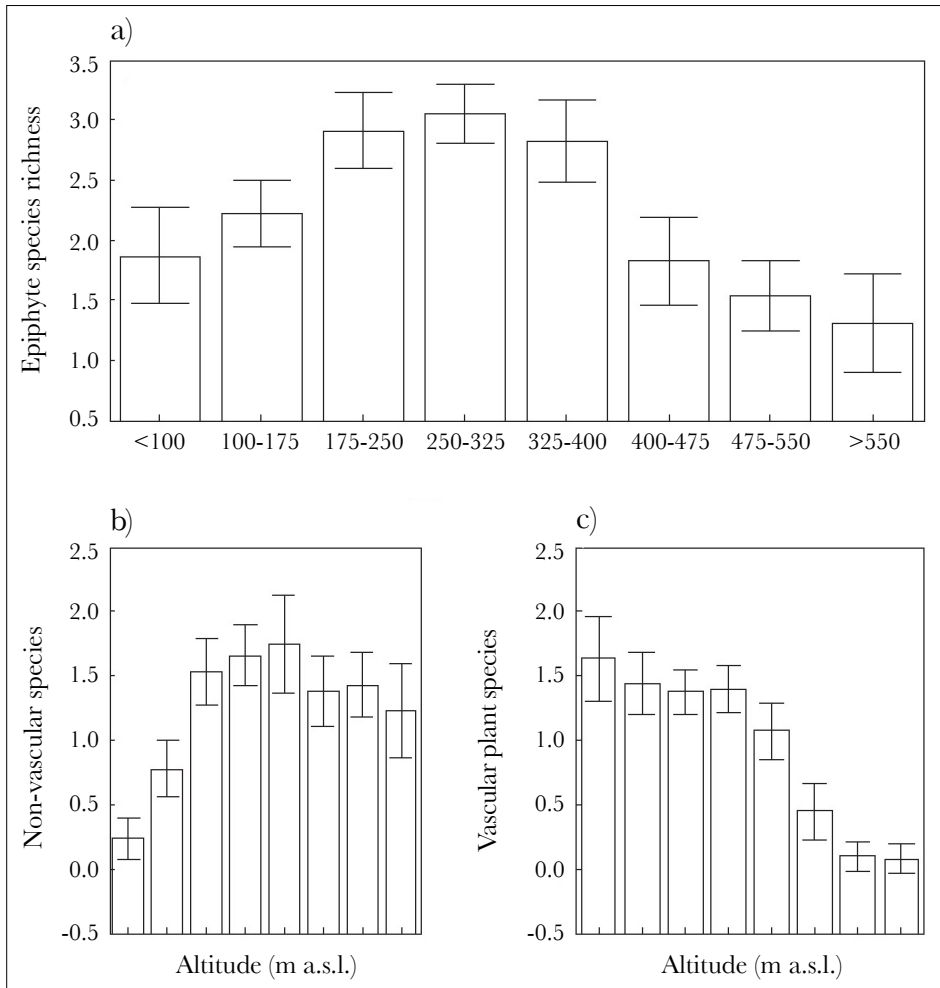 a)
Epiphyte species richness
3.5
3.0
2.5
2.0
1.5
1.0
0.5
<100 100-175 175-250 250-325 325-400 400-475 475-550 >550
b)
Non-vascular species
2.5
2.0
1.5
1.0
0.5
0.0
-0.5
Altitude (m a.s.l.)
c)
Vascular plant species
2.5
2.0
1.5
1.0
0.5
0.0
-0.5
Altitude (m a.s.l.)